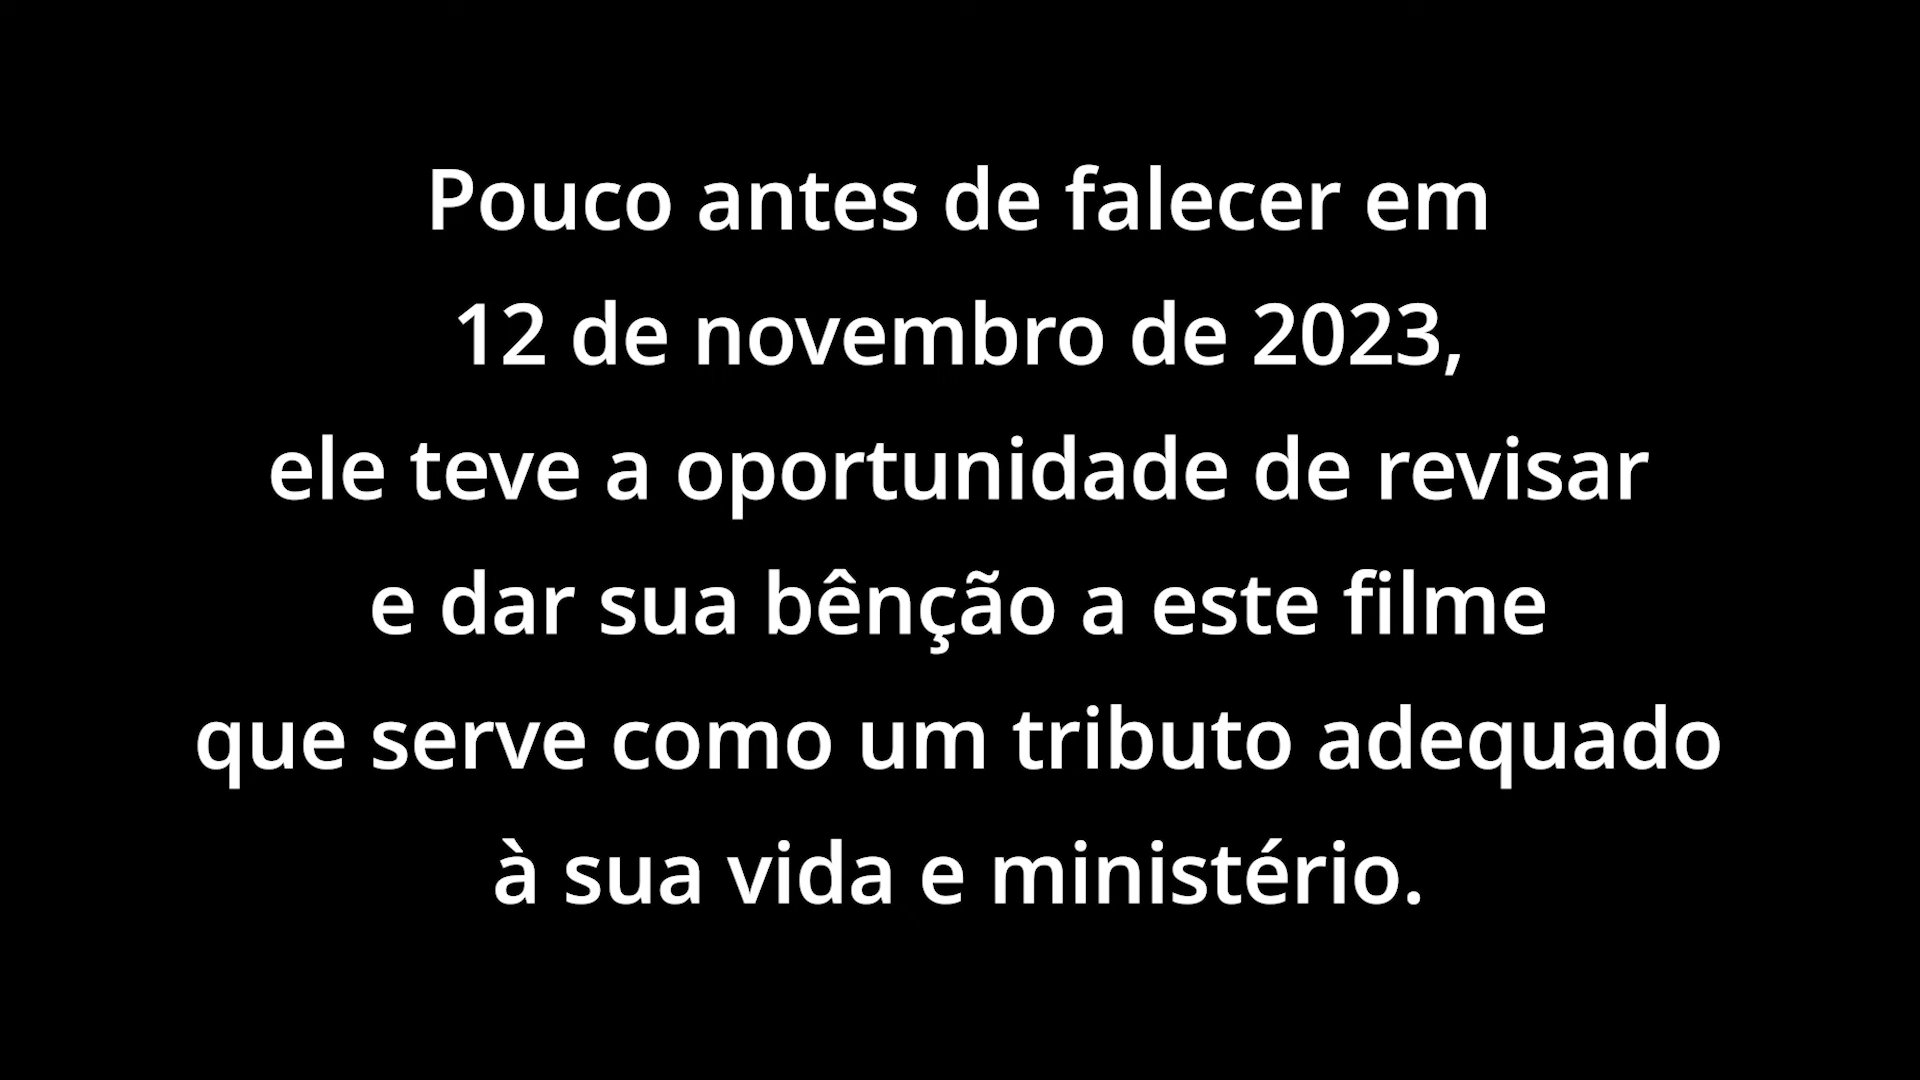 Pouco antes de falecer em
12 de novembro de 2023,
ele teve a oportunidade de revisar
e dar sua bênção a este filme
que serve como um tributo adequado
à sua vida e ministério.